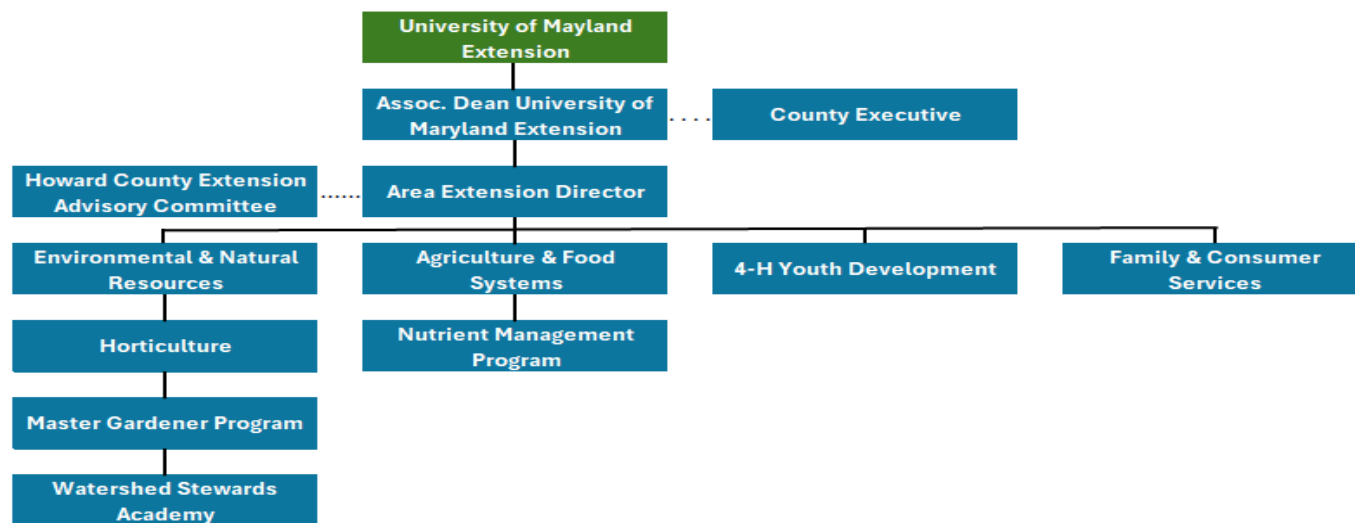 University of Mayland
Extension
Assoc. Dean University of
Maryland Extension
County Executive
Howard County Extension
Advisory Committee
Area Extension Director
Environmental & Natural
Resources
Agriculture & Food
Systems
4-H Youth Development
Family & Consumer
Services
Horticulture
Nutrient Management
Program
Master Gardener Program
Watershed Stewards
Academy